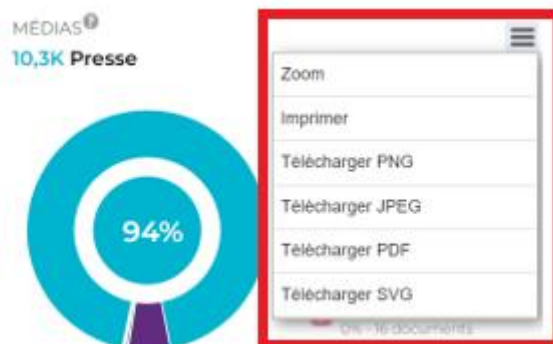 MÉDIAS?
10,3K Presse
94%
Zoom
Imprimer
Télécharger PNG
Télécharger JPEG
Télécharger PDF
Télécharger SVG
0% - 16 documents